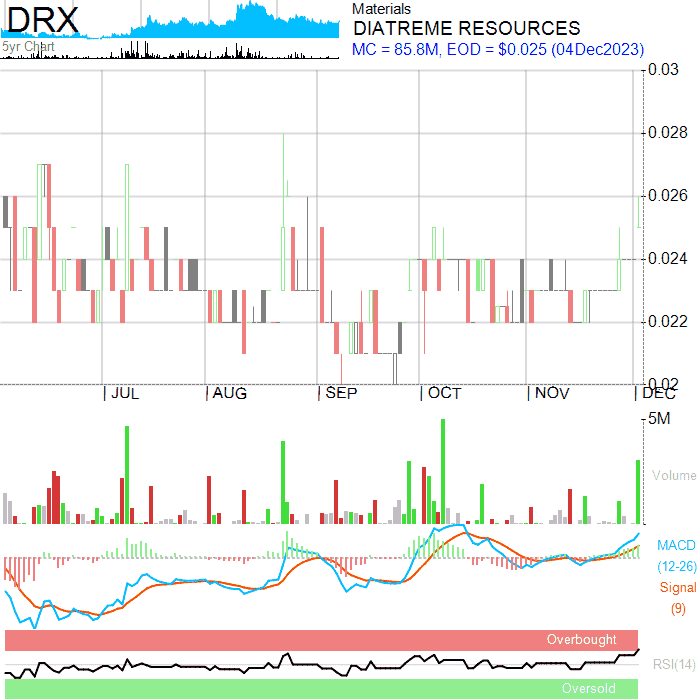 DRX
5yr Chart
Materials
DIATREME RESOURCES
MC = 85.8M, EOD = $0.025 (04Dec2023)
0.03
0.028
0.026
0.024
0.022
0.02
JUL AUG SEP OCT NOV DEC
5M
Volume
MACD
(12-26)
Signal
(9)
Overbought
RSI(14)
Oversold